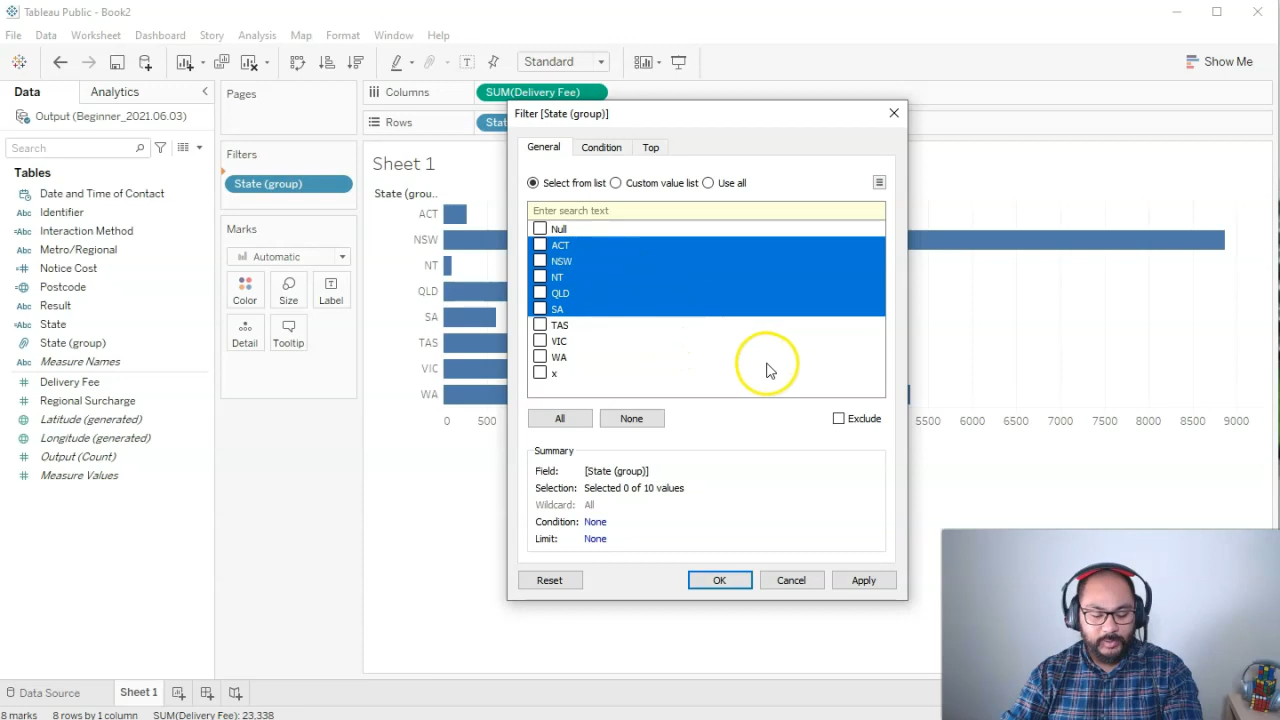 Tableau Public - Book2
File Data Worksheet Dashboard Story Analysis Map Format Window Help
Standard
Show Me
Data Analytics
Output (Beginner_2021.06.03)
Search
Tables
Date and Time of Contact
Abc Identifier
Abc Interaction Method
Abc Metro/Regional
Notice Cost
Postcode
Abc Result
Abc State
State (group)
Abc Measure Names
# Delivery Fee
# Regional Surcharge
Latitude (generated)
Longitude (generated)
# Output (Count)
# Measure Values
Pages
Filters
State (group)
Marks
Automatic
Color Size Label
Detail Tooltip
Columns SUM(Delivery Fee)
Rows Stat
Sheet 1
State (grou..
ACT
NSW
NT
QLD
SA
TAS
VIC
WA
0 500 5500 6000 6500 7000 7500 8000 8500 9000
Filter [State (group)]
General Condition Top
Select from list Custom value list Use all
Enter search text
Null
ACT
NSW
NT
QLD
SA
TAS
VIC
WA
x
All None Exclude
Summary
Field: [State (group)]
Selection: Selected 0 of 10 values
Wildcard: All
Condition: None
Limit: None
Reset OK Cancel Apply
Data Source Sheet 1
8 marks 8 rows by 1 column SUM(Delivery Fee): 23,338